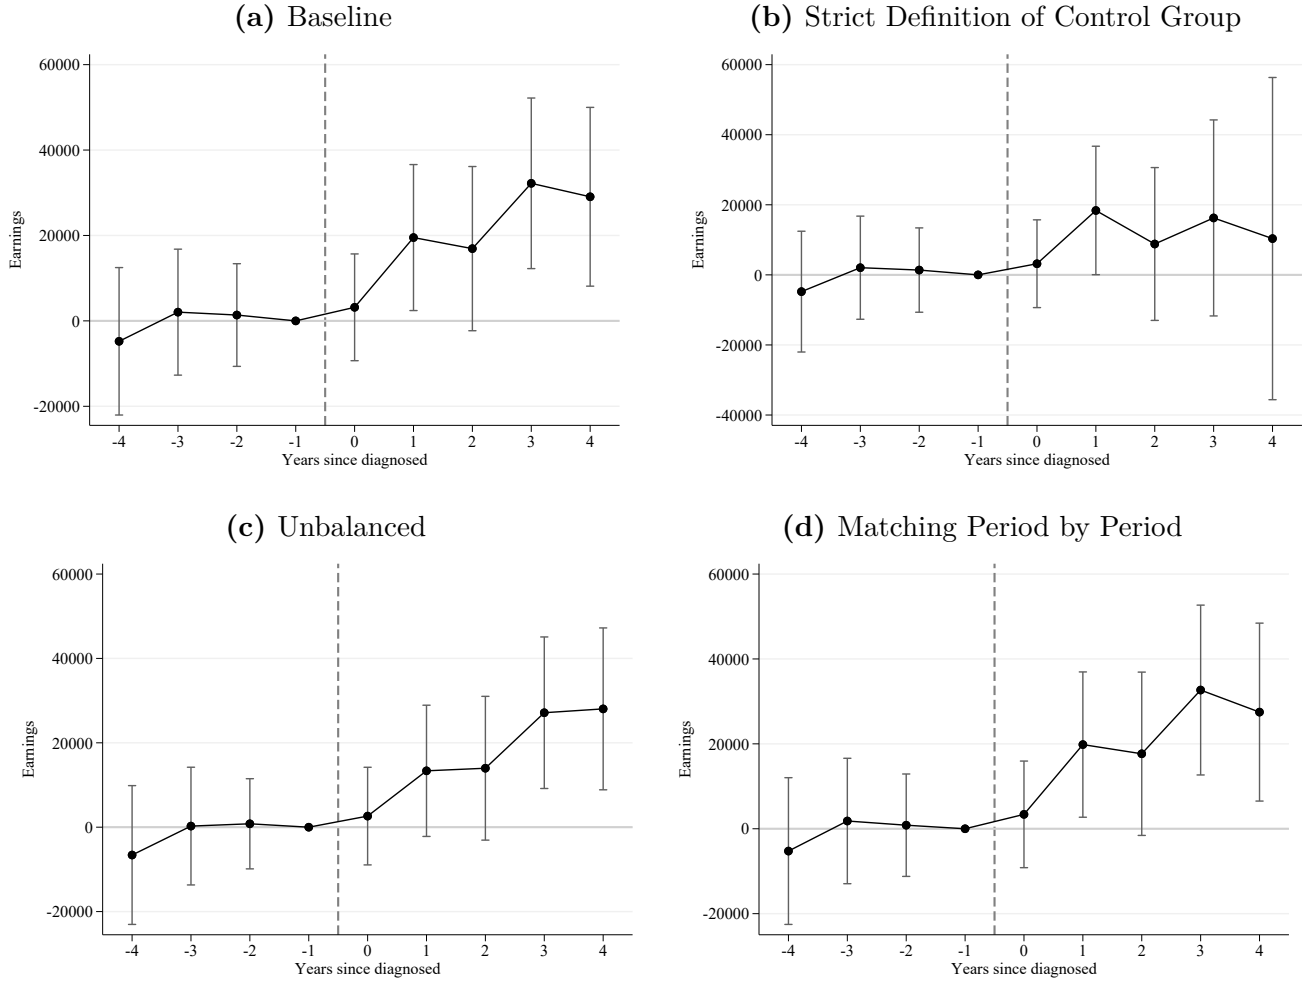 (a) Baseline
60000
40000
20000
0
-20000
Earnings
-4 -3 -2 -1 0 1 2 3 4
Years since diagnosed
(b) Strict Definition of Control Group
60000
40000
20000
0
-20000
-40000
Earnings
-4 -3 -2 -1 0 1 2 3 4
Years since diagnosed
(c) Unbalanced
60000
40000
20000
0
-20000
Earnings
-4 -3 -2 -1 0 1 2 3 4
Years since diagnosed
(d) Matching Period by Period
60000
40000
20000
0
-20000
Earnings
-4 -3 -2 -1 0 1 2 3 4
Years since diagnosed